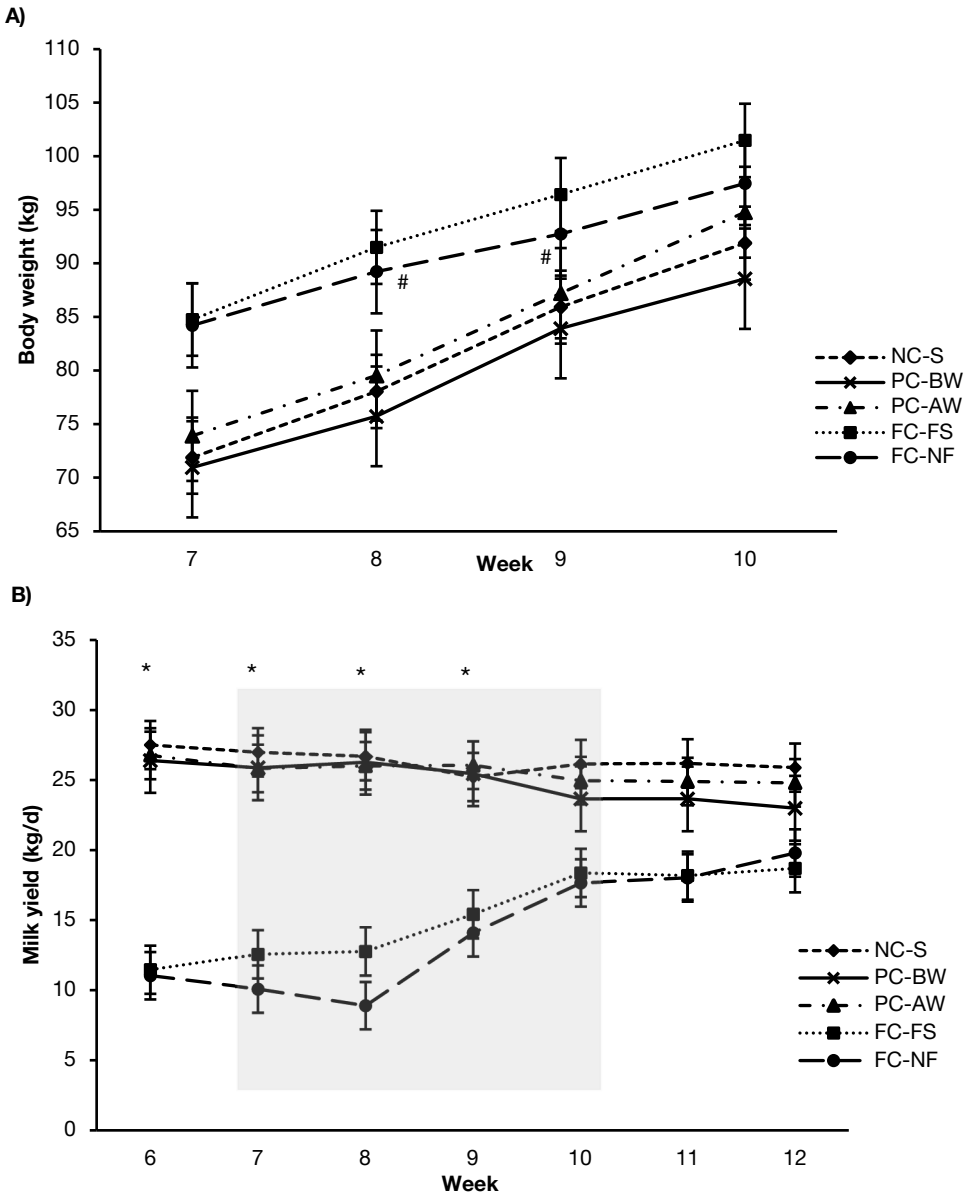 A)
110
105
100
95
90
85
80
75
70
65
Body weight (kg)
#
#
7
8
9
10
Week
NC-S
PC-BW
PC-AW
FC-FS
FC-NF
B)
35
30
25
20
15
10
5
0
Milk yield (kg/d)
* * * *
6
7
8
9
10
11
12
Week
NC-S
PC-BW
PC-AW
FC-FS
FC-NF